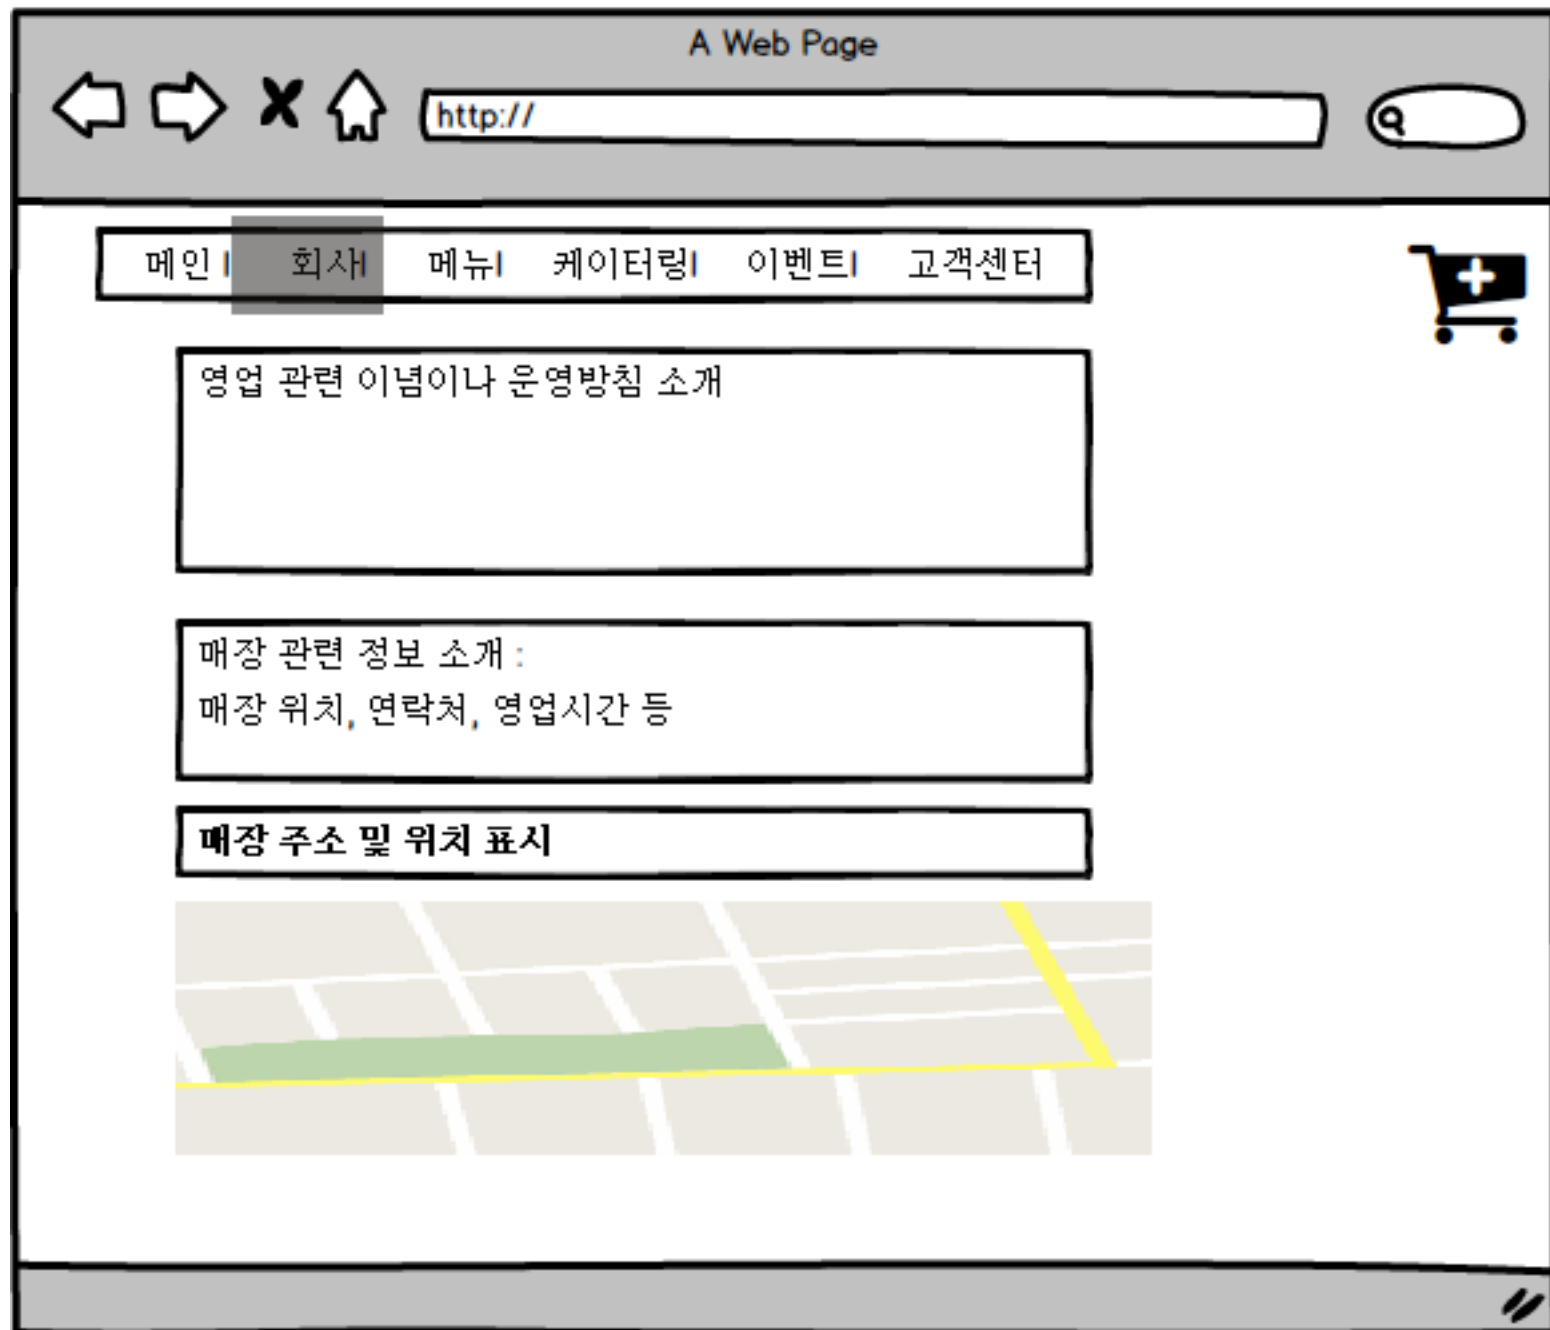 A Web Page
http://
메인 | 회사| 메뉴| 케이터링| 이벤트| 고객센터
영업 관련 이념이나 운영방침 소개
매장 관련 정보 소개 :
매장 위치, 연락처, 영업시간 등
매장 주소 및 위치 표시